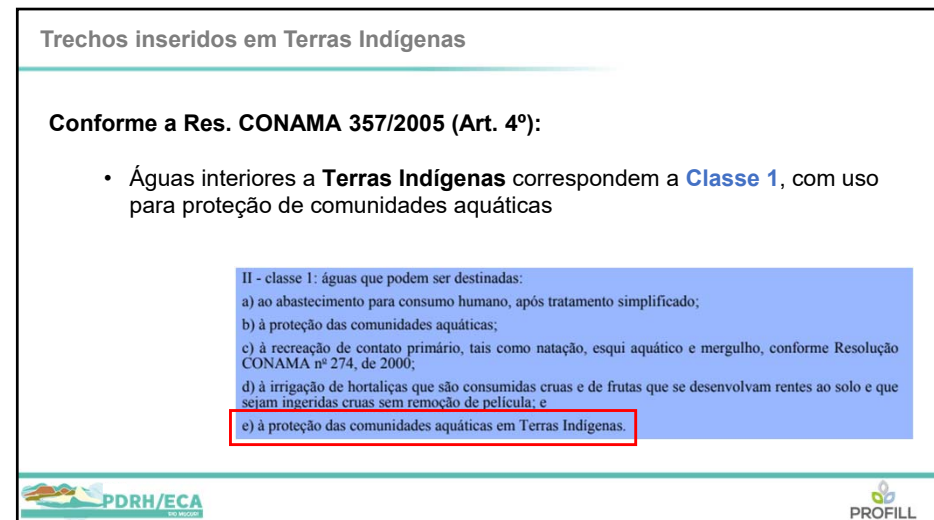 Trechos inseridos em Terras Indígenas
Conforme a Res. CONAMA 357/2005 (Art. 4º):
• Águas interiores a Terras Indígenas correspondem a Classe 1, com uso
para proteção de comunidades aquáticas
II - classe 1: águas que podem ser destinadas:
a) ao abastecimento para consumo humano, após tratamento simplificado;
b) à proteção das comunidades aquáticas;
c) à recreação de contato primário, tais como natação, esqui aquático e mergulho, conforme Resolução
CONAMA nº 274, de 2000;
d) à irrigação de hortaliças que são consumidas cruas e de frutas que se desenvolvam rentes ao solo e que
sejam ingeridas cruas sem remoção de película; e
e) à proteção das comunidades aquáticas em Terras Indígenas.
PDRH/ECA
RIO MUCURI
PROFILL